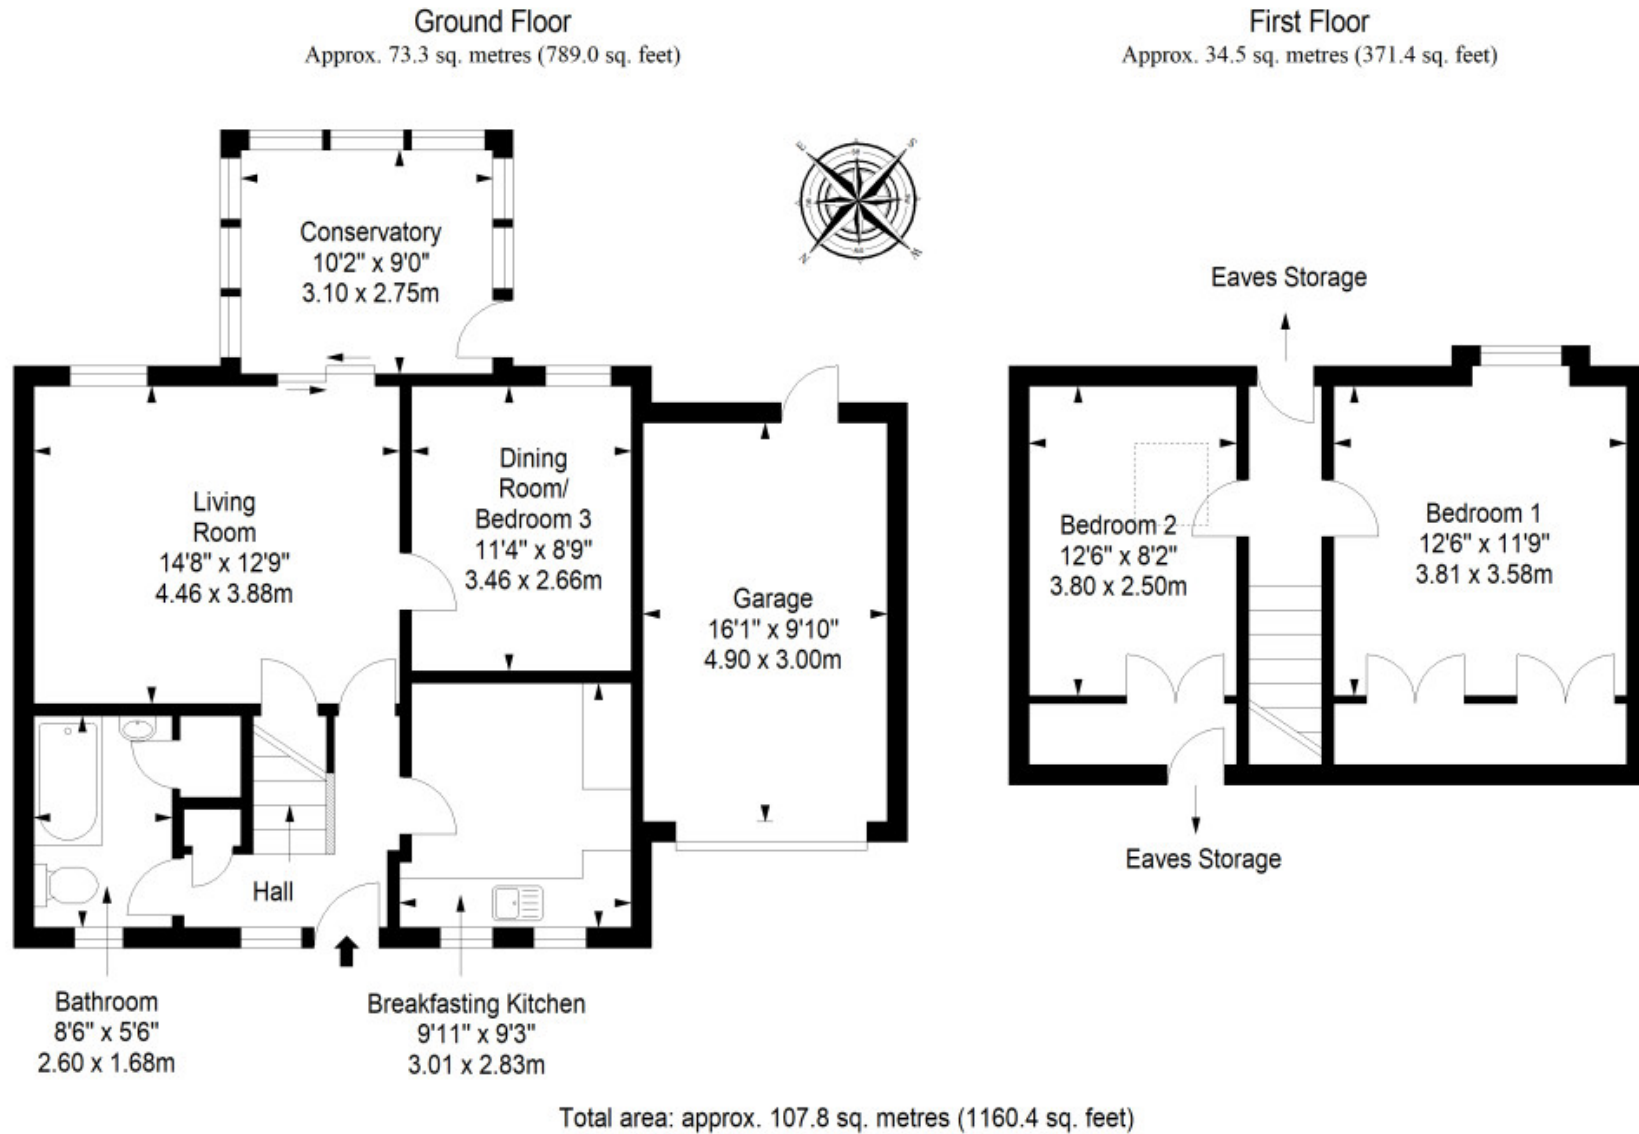 Ground Floor
Approx. 73.3 sq. metres (789.0 sq. feet)
First Floor
Approx. 34.5 sq. metres (371.4 sq. feet)
E
S
N
W
Conservatory
10'2" x 9'0"
3.10 x 2.75m
Living
Room
14'8" x 12'9"
4.46 x 3.88m
Dining
Room/
Bedroom 3
11'4" x 8'9"
3.46 x 2.66m
Garage
16'1" x 9'10"
4.90 x 3.00m
Hall
Bathroom
8'6" x 5'6"
2.60 x 1.68m
Breakfasting Kitchen
9'11" x 9'3"
3.01 x 2.83m
Eaves Storage
Bedroom 2
12'6" x 8'2"
3.80 x 2.50m
Bedroom 1
12'6" x 11'9"
3.81 x 3.58m
Eaves Storage
Total area: approx. 107.8 sq. metres (1160.4 sq. feet)